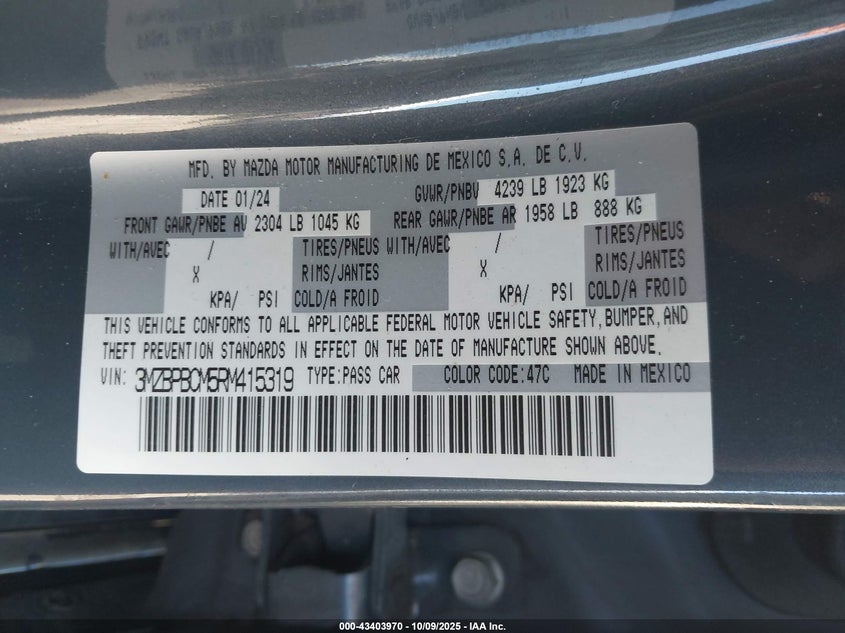 MFD. BY MAZDA MOTOR MANUFACTURING DE MEXICO S.A. DE C.V.
DATE 01/24 GVWR/PNBV 4239 LB 1923 KG
FRONT GAWR/PNBE AV 2304 LB 1045 KG REAR GAWR/PNBE AR 1958 LB 888 KG
WITH/AVEC / TIRES/PNEUS WITH/AVEC / TIRES/PNEUS
X RIMS/JANTES X RIMS/JANTES
KPA/ PSI COLD/A FROID KPA/ PSI COLD/A FROID
THIS VEHICLE CONFORMS TO ALL APPLICABLE FEDERAL MOTOR VEHICLE SAFETY, BUMPER, AND
THEFT PREVENTION STANDARDS IN EFFECT ON THE DATE OF MANUFACTURE SHOWN ABOVE.
VIN: 3MZBPBCM5RM415319 TYPE:PASS CAR COLOR CODE:47C MADE IN MEXICO
000-43403970 | 10/09/2025 - IAA Inc.